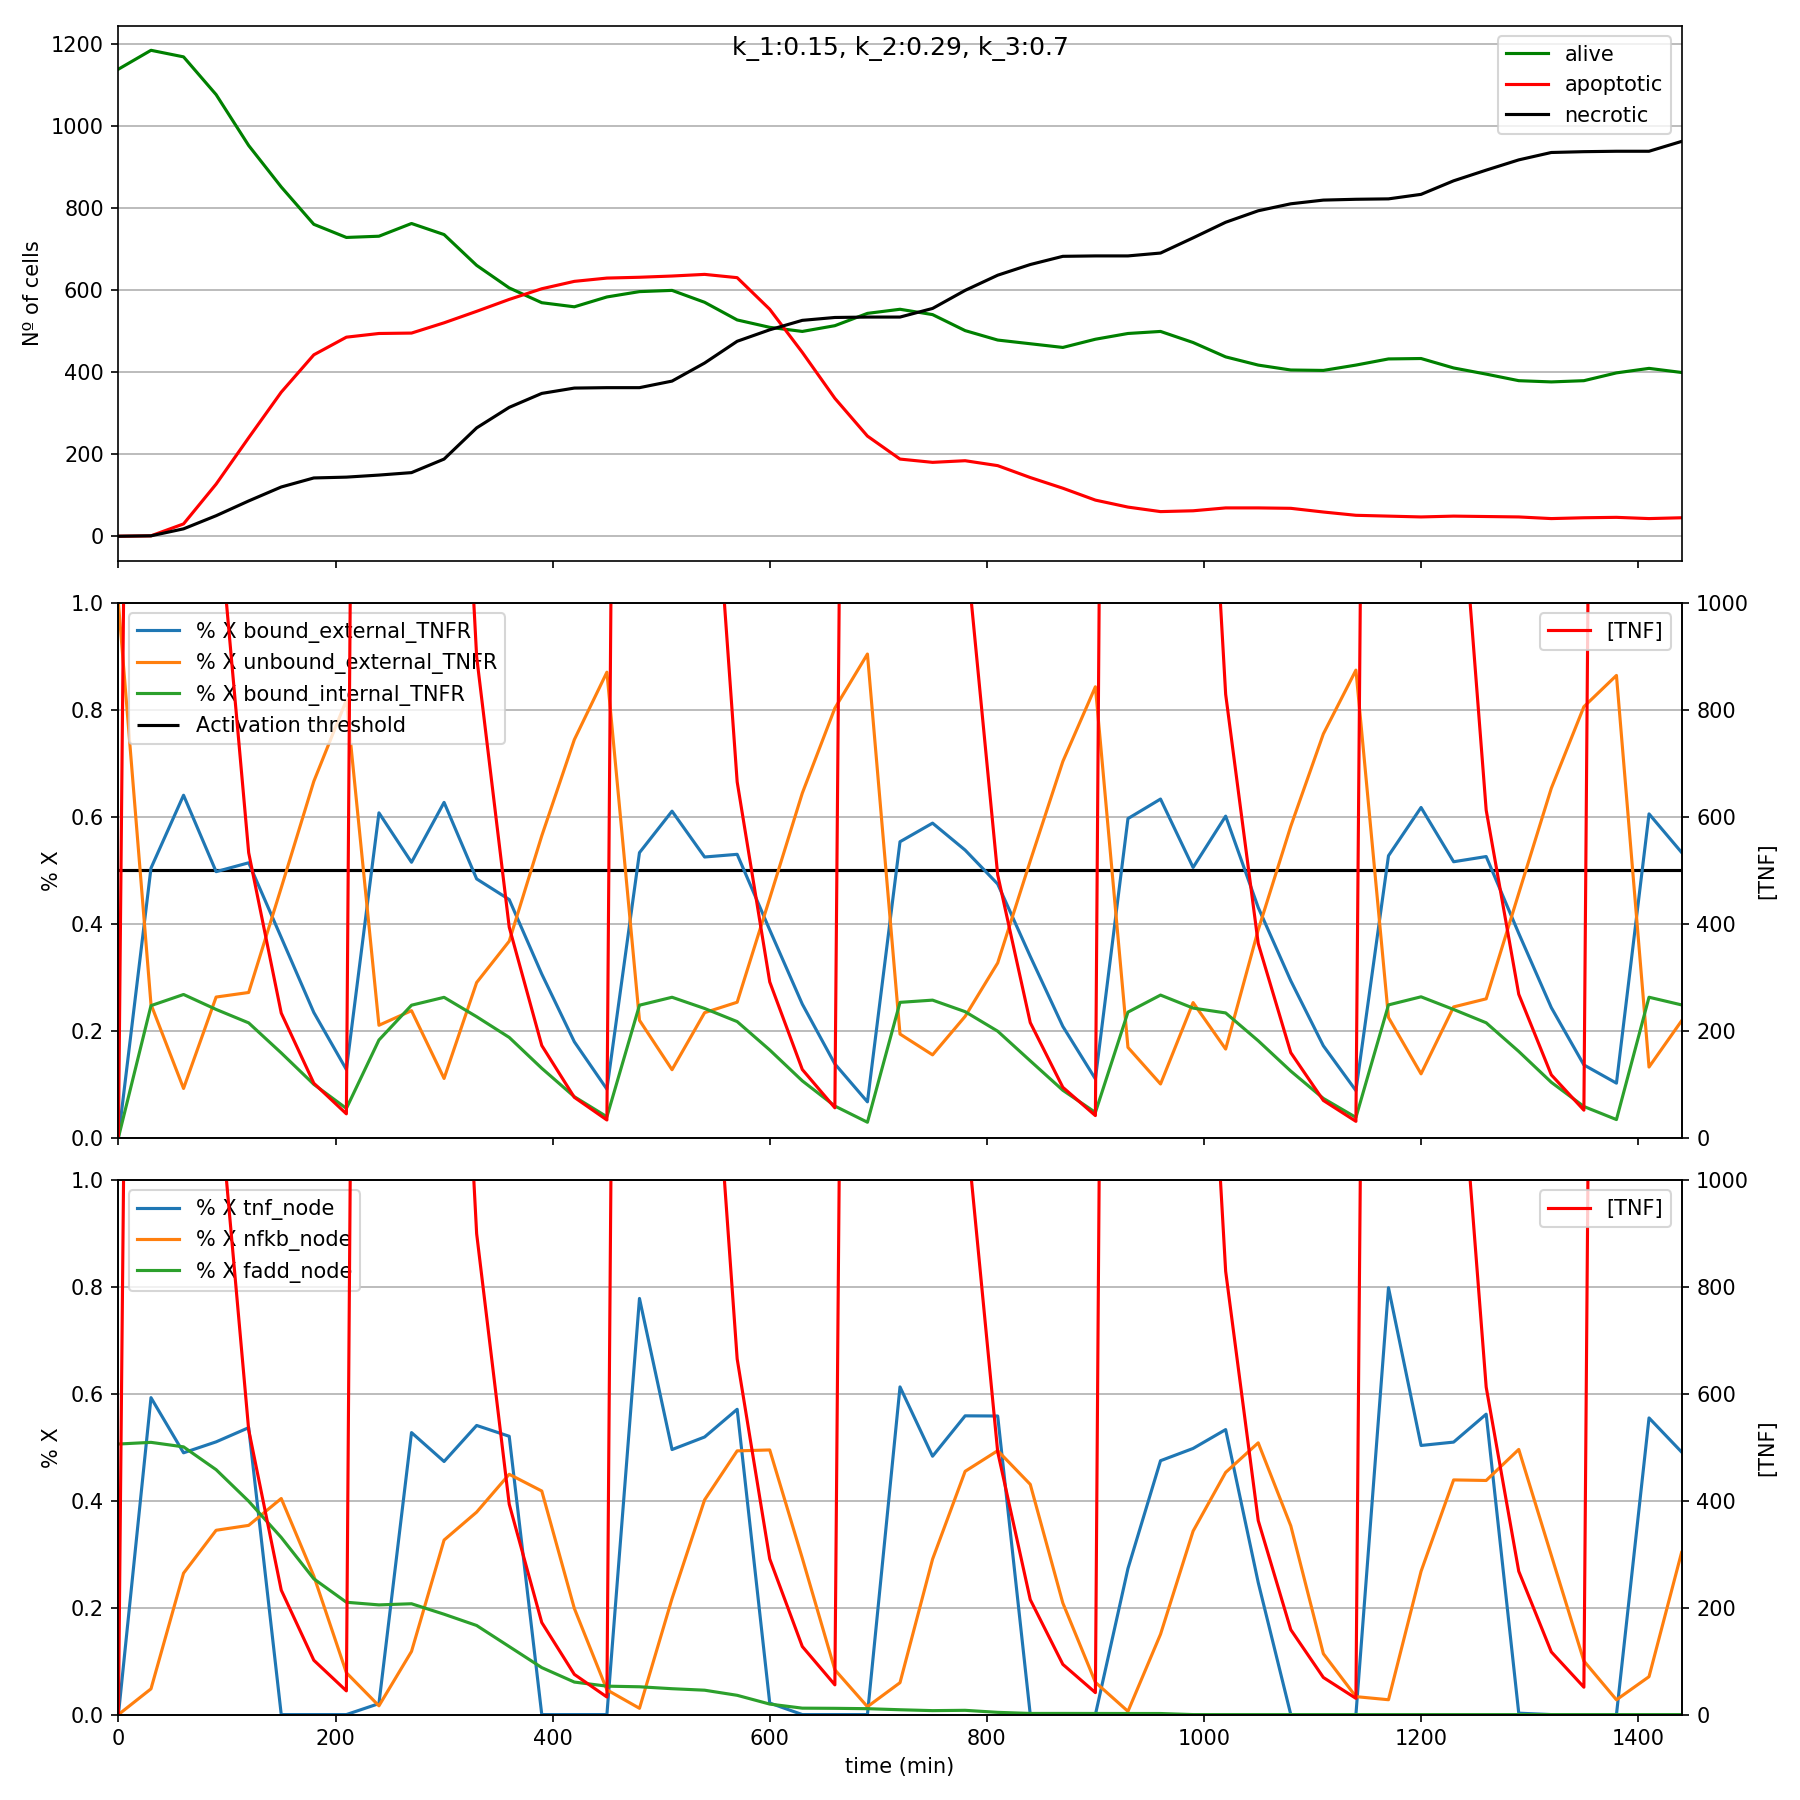 k_1:0.15, k_2:0.29, k_3:0.7
1200
1000
800
600
400
200
0
Nº of cells
alive
apoptotic
necrotic
1.0
0.8
0.6
0.4
0.2
0.0
% X
% X bound_external_TNFR
% X unbound_external_TNFR
% X bound_internal_TNFR
Activation threshold
[TNF]
1000
800
600
400
200
0
[TNF]
1.0
0.8
0.6
0.4
0.2
0.0
% X
% X tnf_node
% X nfkb_node
% X fadd_node
[TNF]
1000
800
600
400
200
0
[TNF]
0 200 400 600 800 1000 1200 1400
time (min)